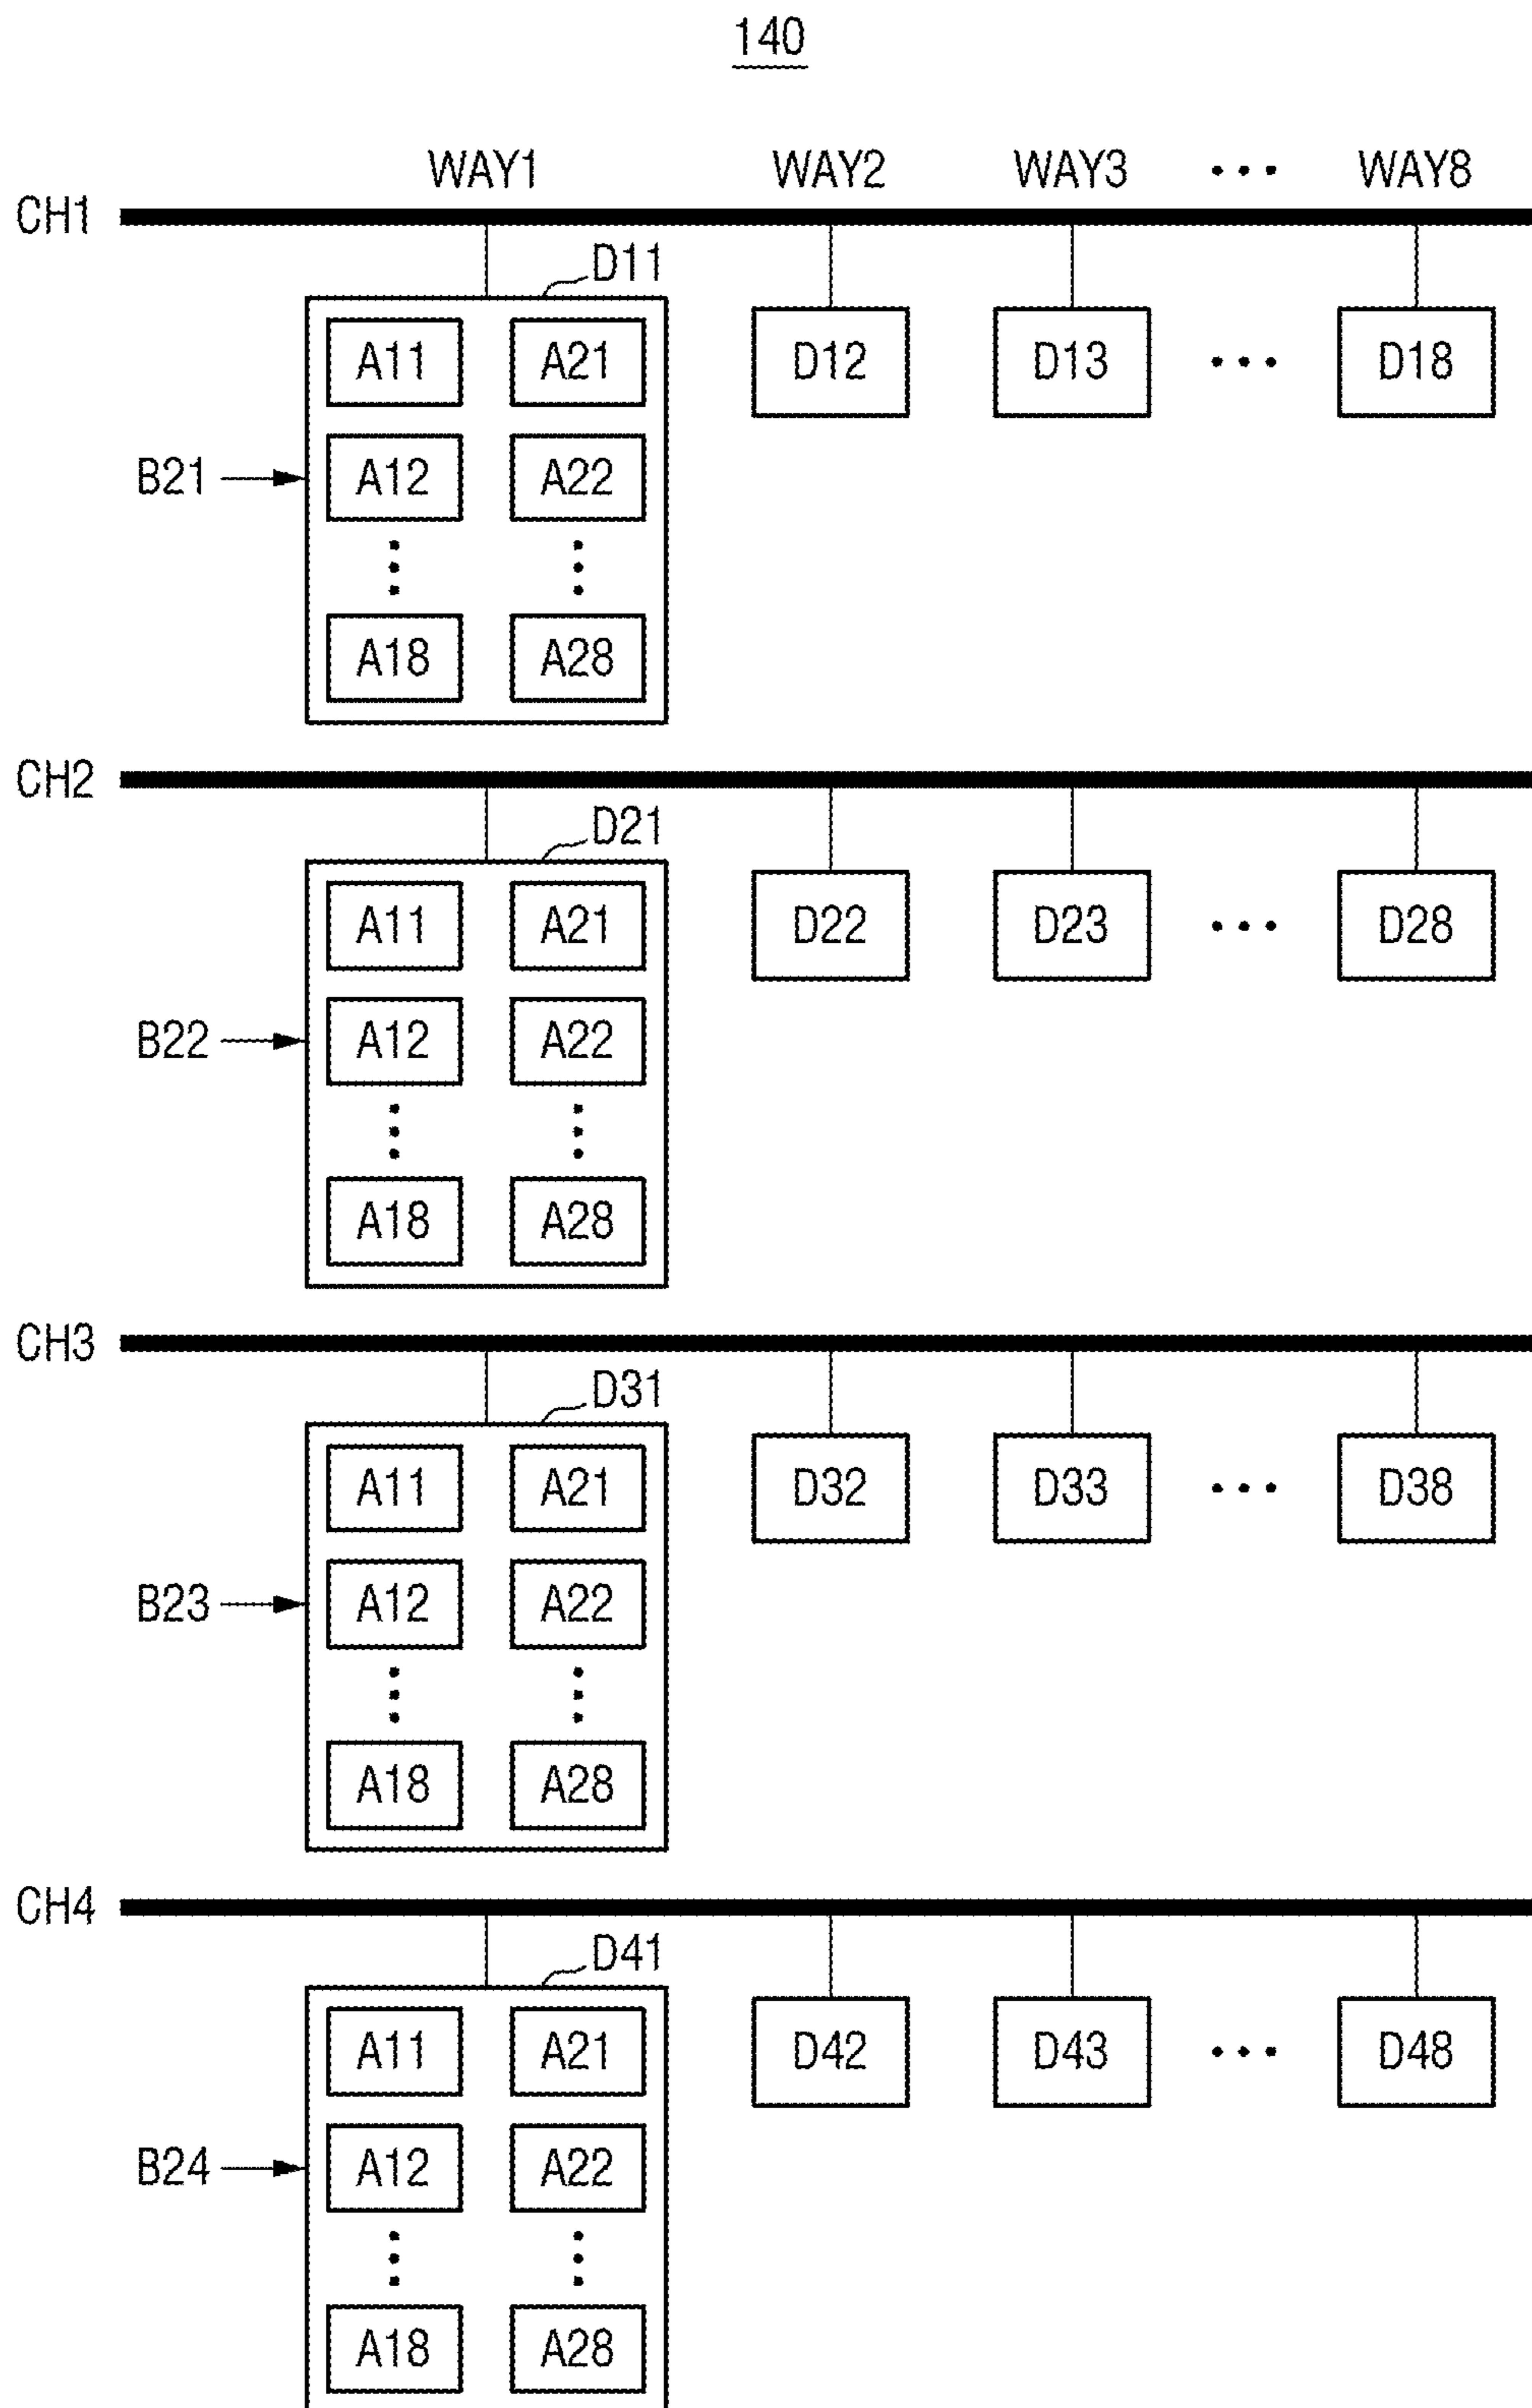 140
WAY1 WAY2 WAY3 ••• WAY8
CH1
D11
A11 A21 D12 D13 ••• D18
B21 A12 A22
A18 A28
CH2
D21
A11 A21 D22 D23 ••• D28
B22 A12 A22
A18 A28
CH3
D31
A11 A21 D32 D33 ••• D38
B23 A12 A22
A18 A28
CH4
D41
A11 A21 D42 D43 ••• D48
B24 A12 A22
A18 A28